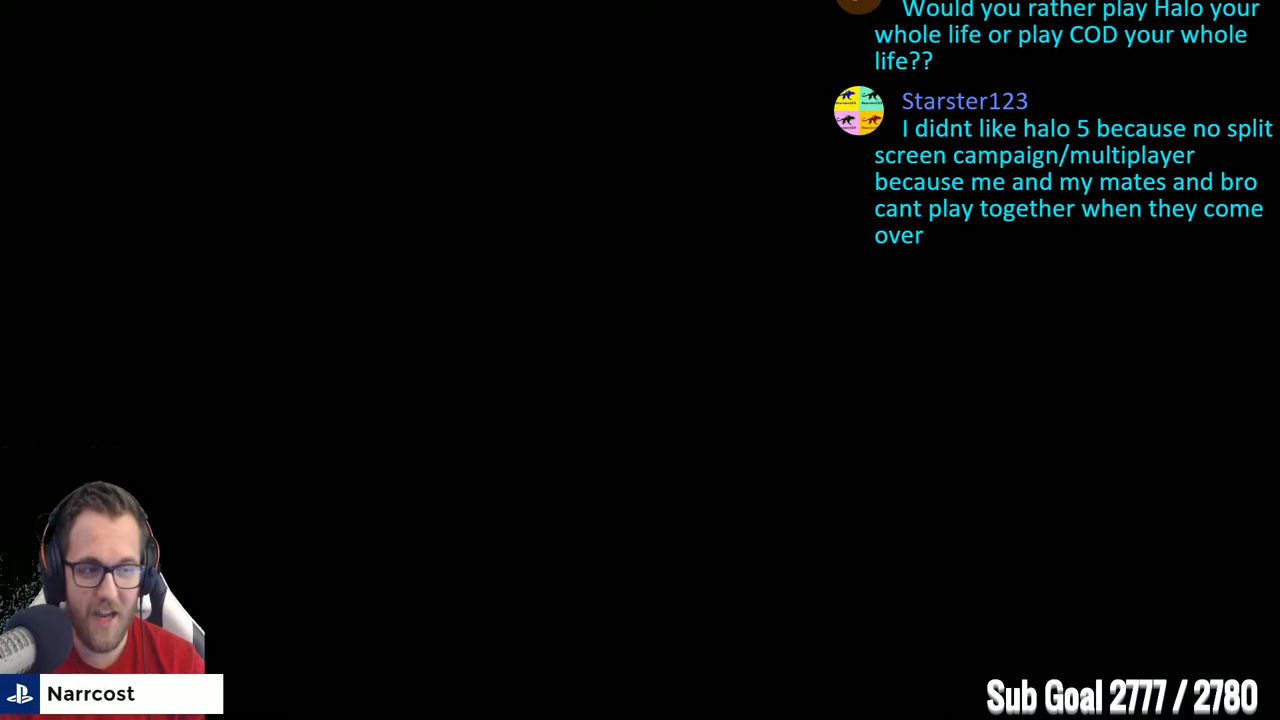 Would you rather play Halo your
whole life or play COD your whole
life??
Starster123
I didnt like halo 5 because no split
screen campaign/multiplayer
because me and my mates and bro
cant play together when they come
over
Narrcost
Sub Goal 2777 / 2780